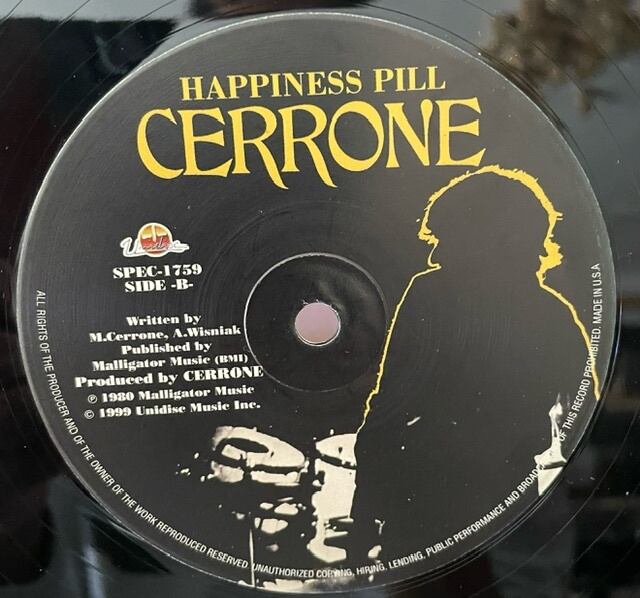 HAPPINESS PILL
CERRONE
Unidisc
SPEC-1759
SIDE -B-
Written by
M.Cerrone, A.Wisniak
Published by
Malligator Music (BMI)
Produced by CERRONE
℗ 1980 Malligator Music
© 1999 Unidisc Music Inc.
ALL RIGHTS OF THE PRODUCER AND OF THE OWNER OF THE WORK REPRODUCED RESERVED. UNAUTHORIZED COPYING, HIRING, LENDING, PUBLIC PERFORMANCE AND BROAD OF THIS RECORD PROHIBITED. MADE IN U.S.A